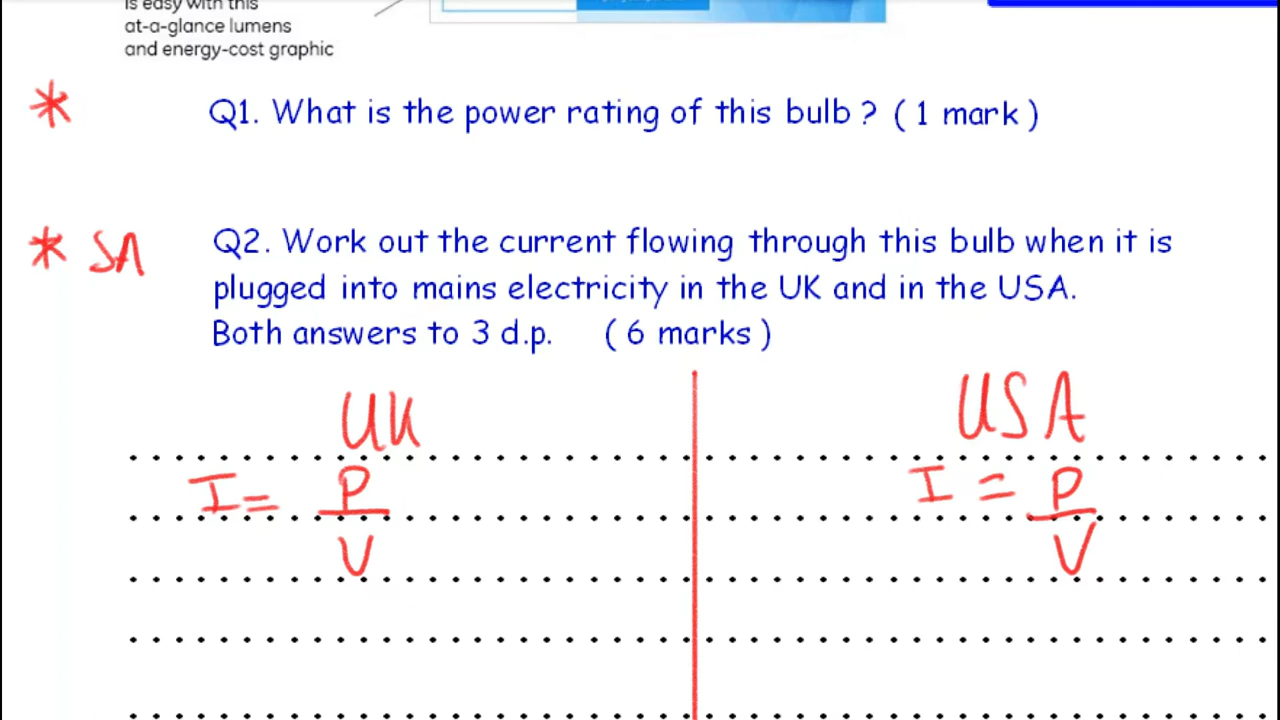 is easy with this
at-a-glance lumens
and energy-cost graphic
* Q1. What is the power rating of this bulb ? ( 1 mark )
* SA Q2. Work out the current flowing through this bulb when it is
plugged into mains electricity in the UK and in the USA.
Both answers to 3 d.p. ( 6 marks )
UK USA
I = P / V I = P / V